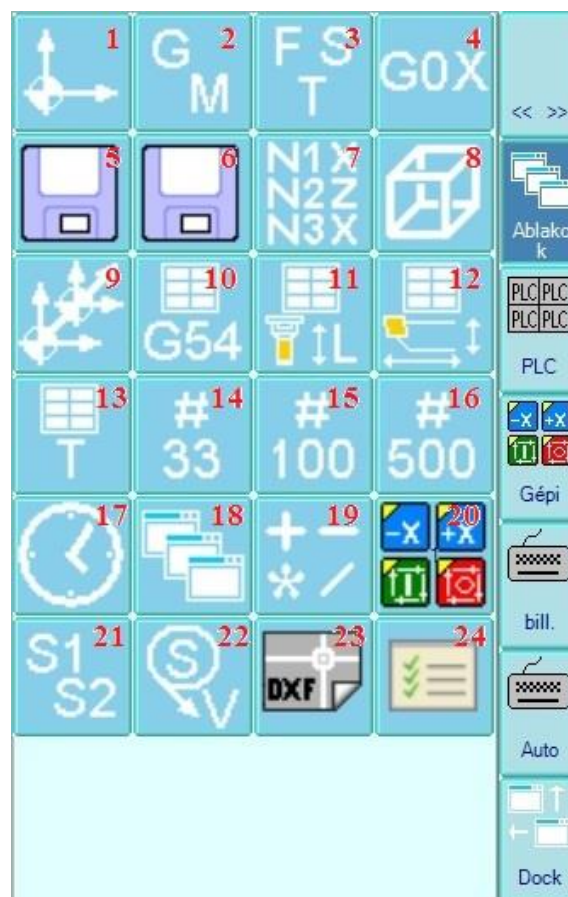 1 2 3 4
G M
F S T
G0X
<< >>
5 6 7 8
N1X
N2Z
N3X
Ablako
k
PLC PLC
PLC PLC
PLC
9 10 11 12
G54
L
13 14 15 16
T
#
33
#
100
#
500
-X +X
Gépi
17 18 19 20
+ -
* /
-X +X
bill.
21 22 23 24
S1
S2
S
V
DXF
Auto
Dock